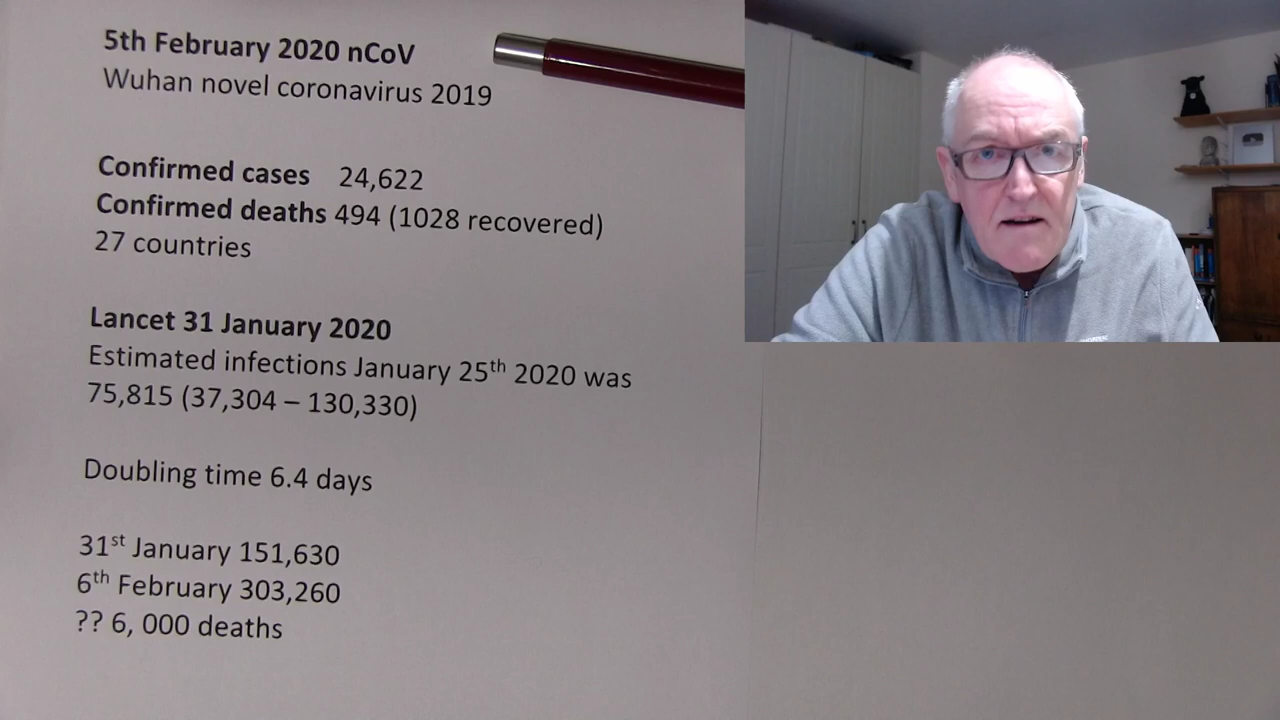 5th February 2020 nCoV
Wuhan novel coronavirus 2019
Confirmed cases 24,622
Confirmed deaths 494 (1028 recovered)
27 countries
Lancet 31 January 2020
Estimated infections January 25th 2020 was
75,815 (37,304 – 130,330)
Doubling time 6.4 days
31st January 151,630
6th February 303,260
?? 6, 000 deaths